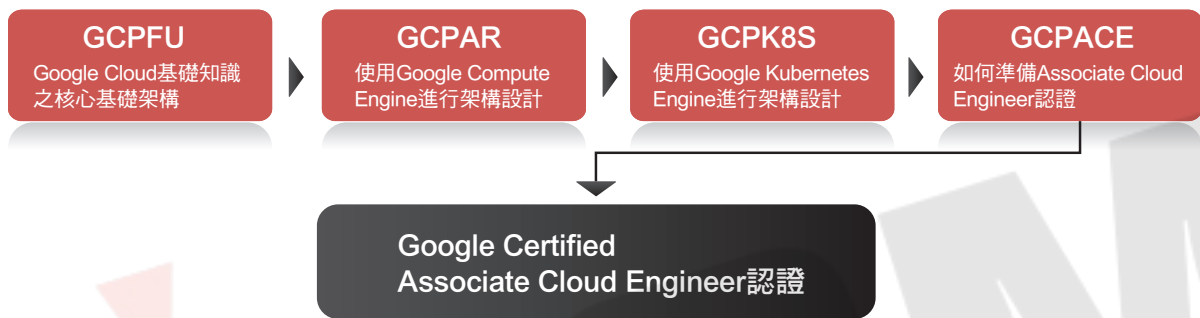 GCPFU
Google Cloud基礎知識
之核心基礎架構
GCPAR
使用Google Compute
Engine進行架構設計
GCPK8S
使用Google Kubernetes
Engine進行架構設計
GCPACE
如何準備Associate Cloud
Engineer認證
Google Certified
Associate Cloud Engineer認證